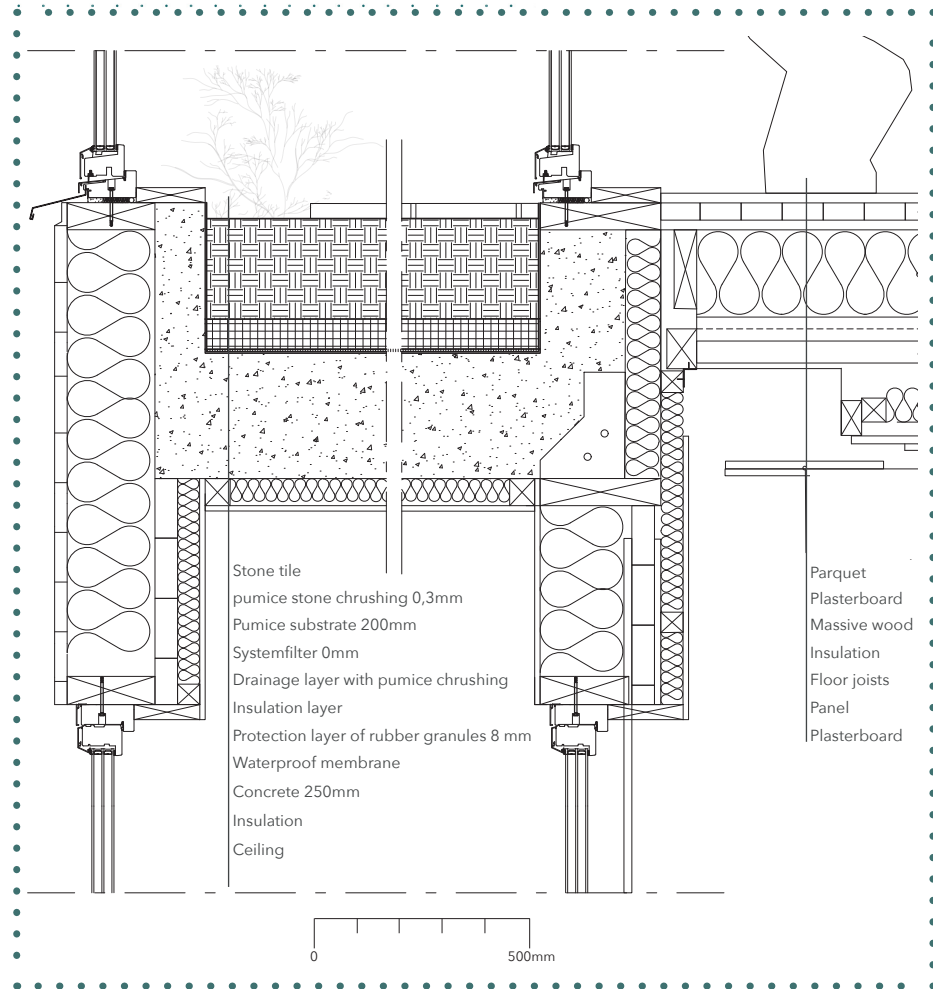 Stone tile
pumice stone chrushing 0,3mm
Pumice substrate 200mm
Systemfilter 0mm
Drainage layer with pumice chrushing
Insulation layer
Protection layer of rubber granules 8 mm
Waterproof membrane
Concrete 250mm
Insulation
Ceiling
Parquet
Plasterboard
Massive wood
Insulation
Floor joists
Panel
Plasterboard
0 500mm